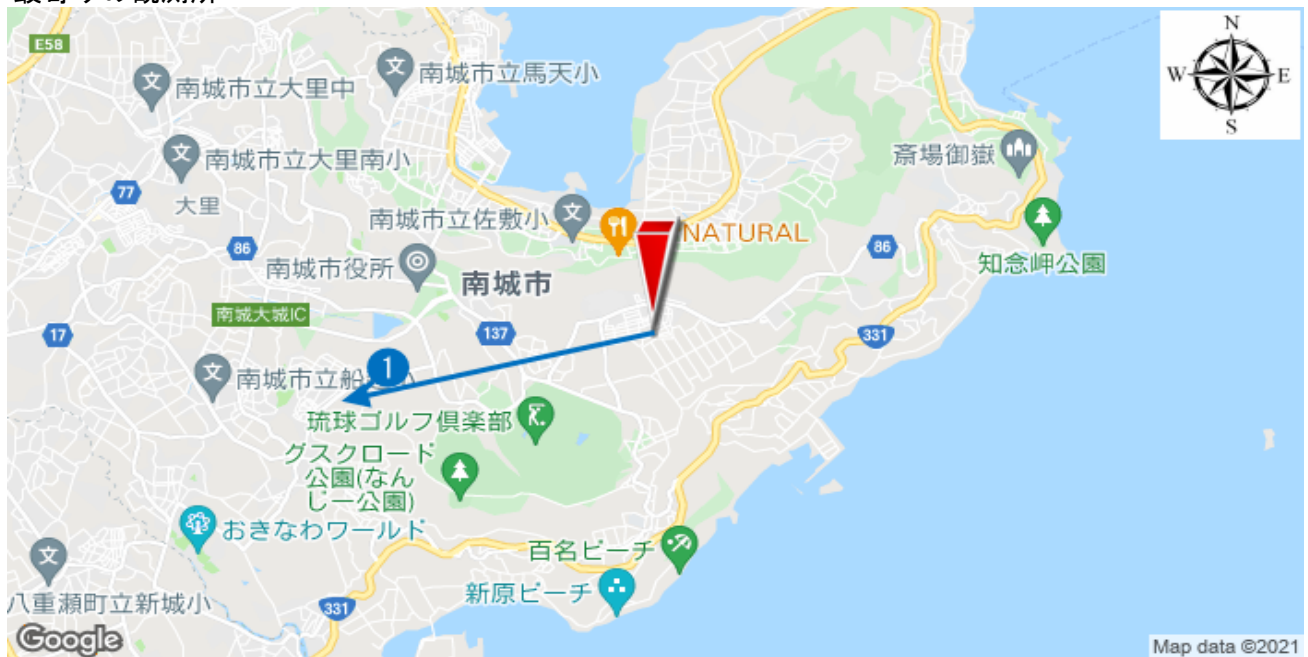 E58
南城市立馬天小
南城市立大里中
N
W
E
S
南城市立大里南小
斎場御嶽
77
大里
南城市立佐敷小
NATURAL
86
南城市役所
86
知念岬公園
南城市
南城大城IC
17
137
331
南城市立船
1
琉球ゴルフ倶楽部
グスクロード
公園(なん
じー公園)
おきなわワールド
百名ビーチ
新原ビーチ
八重瀬町立新城小
331
Google
Map data ©2021